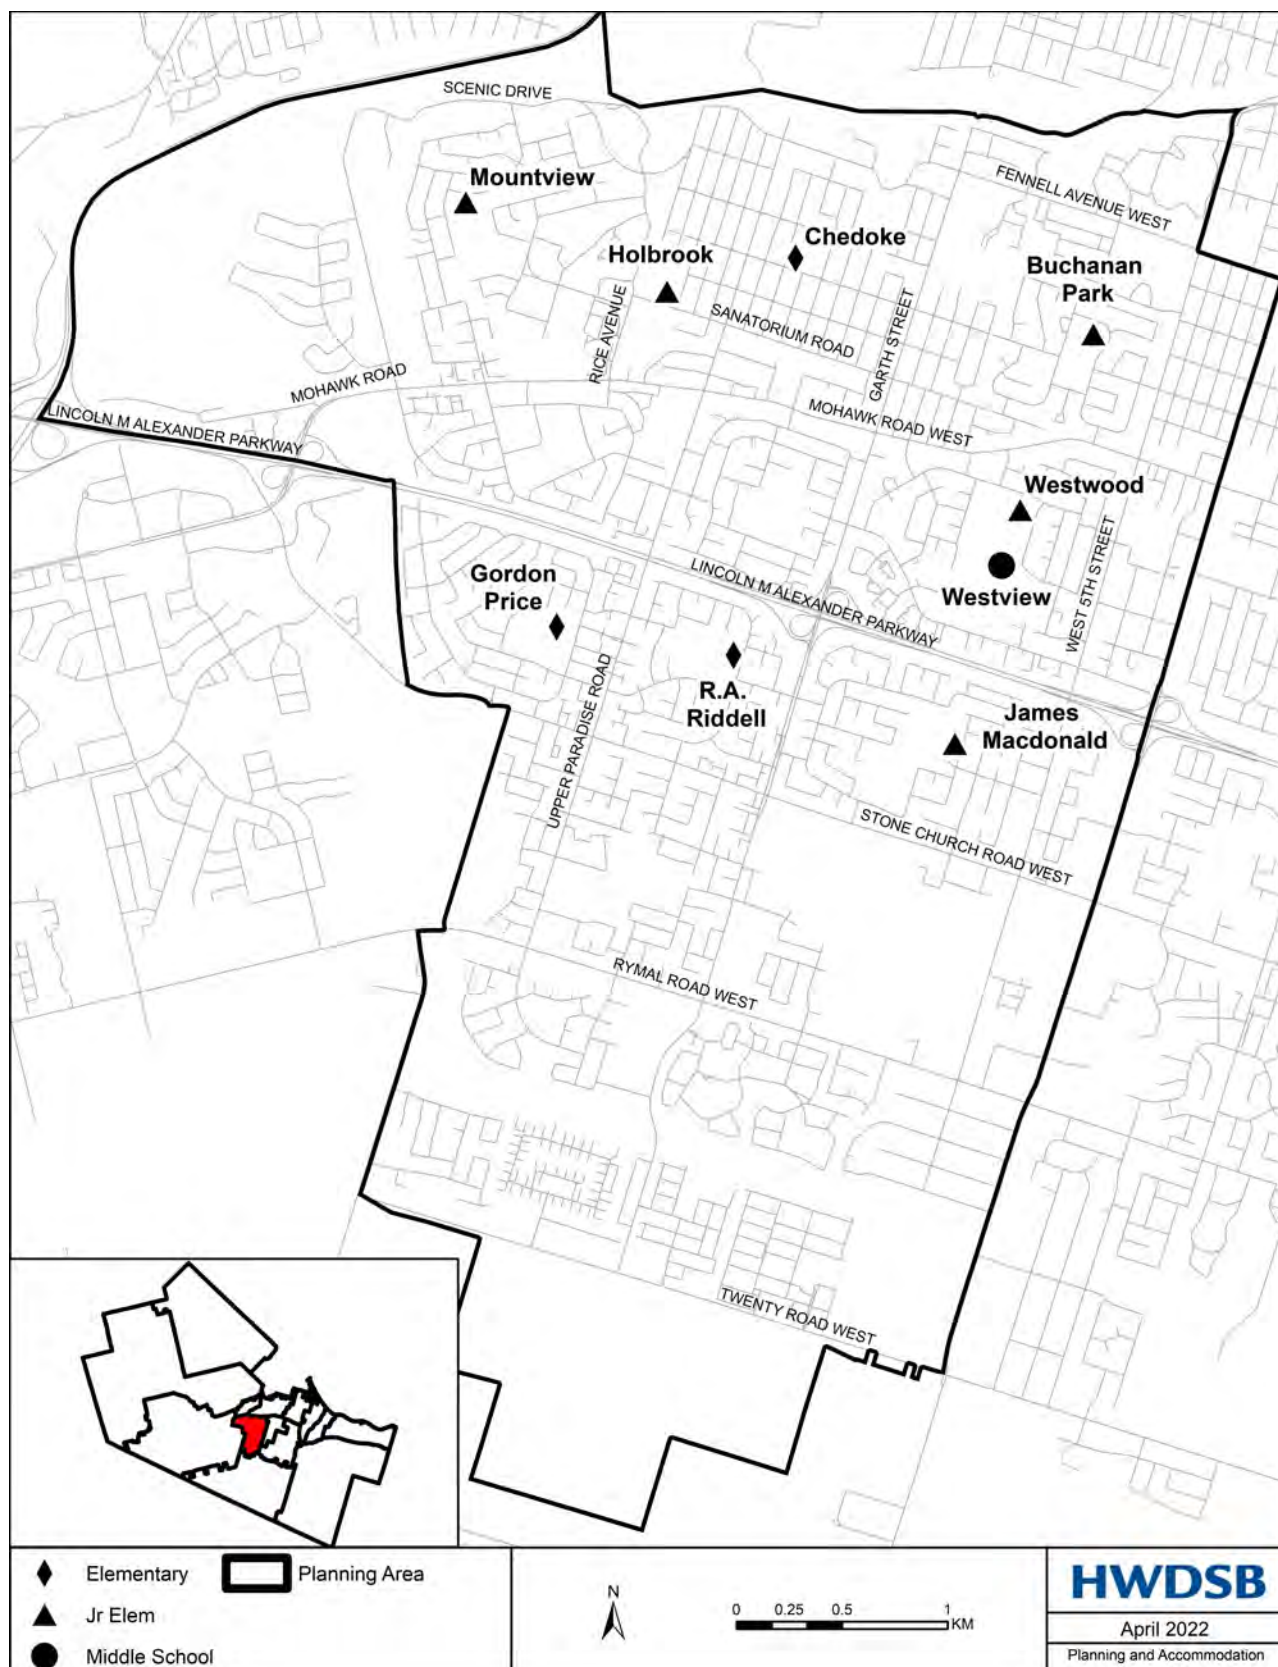 SCENIC DRIVE
Mountview
FENNELL AVENUE WEST
Chedoke
Holbrook
Buchanan
Park
RICE AVENUE
SANATORIUM ROAD
GARTH STREET
MOHAWK ROAD
MOHAWK ROAD WEST
LINCOLN M ALEXANDER PARKWAY
Westwood
WEST 5TH STREET
Gordon
Price
LINCOLN M ALEXANDER PARKWAY
Westview
R.A.
Riddell
UPPER PARADISE ROAD
James
Macdonald
STONE CHURCH ROAD WEST
RYMAL ROAD WEST
TWENTY ROAD WEST
Elementary
Planning Area
Jr Elem
Middle School
N
0 0.25 0.5 1
KM
HWDSB
April 2022
Planning and Accommodation